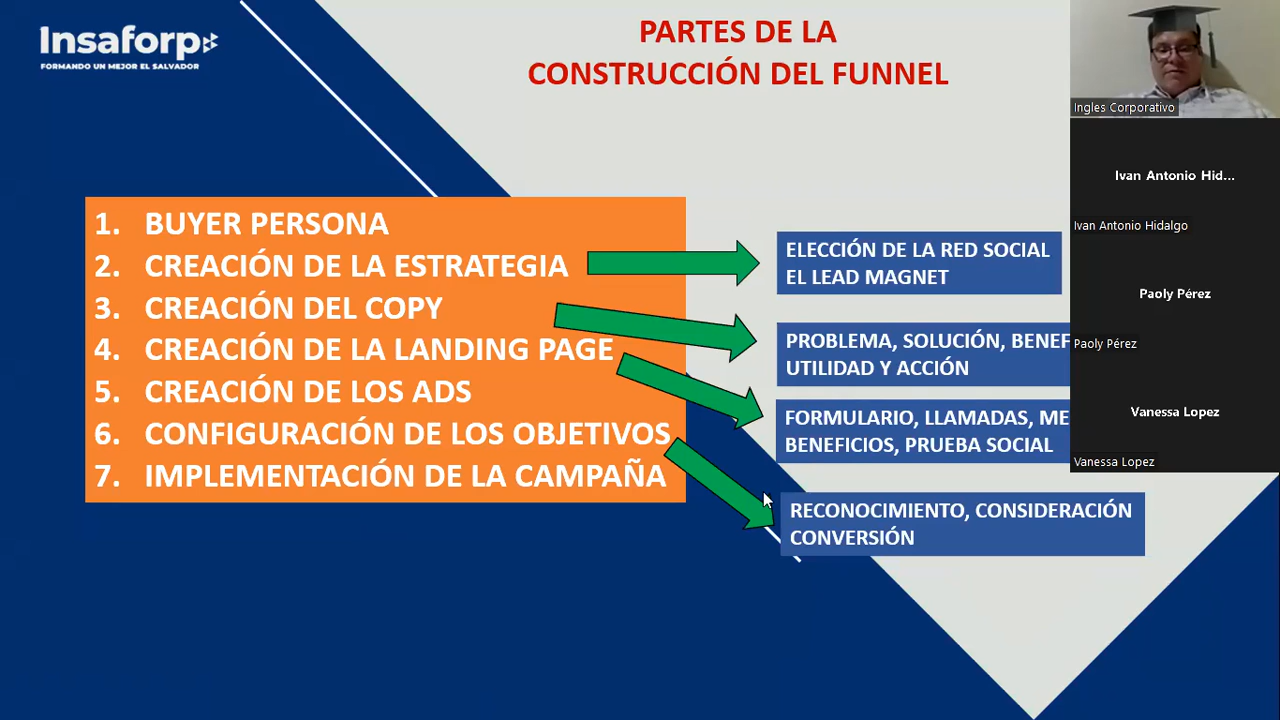 Insaforp
FORMANDO UN MEJOR EL SALVADOR
PARTES DE LA
CONSTRUCCIÓN DEL FUNNEL
1. BUYER PERSONA
2. CREACIÓN DE LA ESTRATEGIA
3. CREACIÓN DEL COPY
4. CREACIÓN DE LA LANDING PAGE
5. CREACIÓN DE LOS ADS
6. CONFIGURACIÓN DE LOS OBJETIVOS
7. IMPLEMENTACIÓN DE LA CAMPAÑA
ELECCIÓN DE LA RED SOCIAL
EL LEAD MAGNET
PROBLEMA, SOLUCIÓN, BENEF
UTILIDAD Y ACCIÓN
FORMULARIO, LLAMADAS, ME
BENEFICIOS, PRUEBA SOCIAL
RECONOCIMIENTO, CONSIDERACIÓN
CONVERSIÓN
Ingles Corporativo
Ivan Antonio Hid...
Ivan Antonio Hidalgo
Paoly Pérez
Paoly Pérez
Vanessa Lopez
Vanessa Lopez